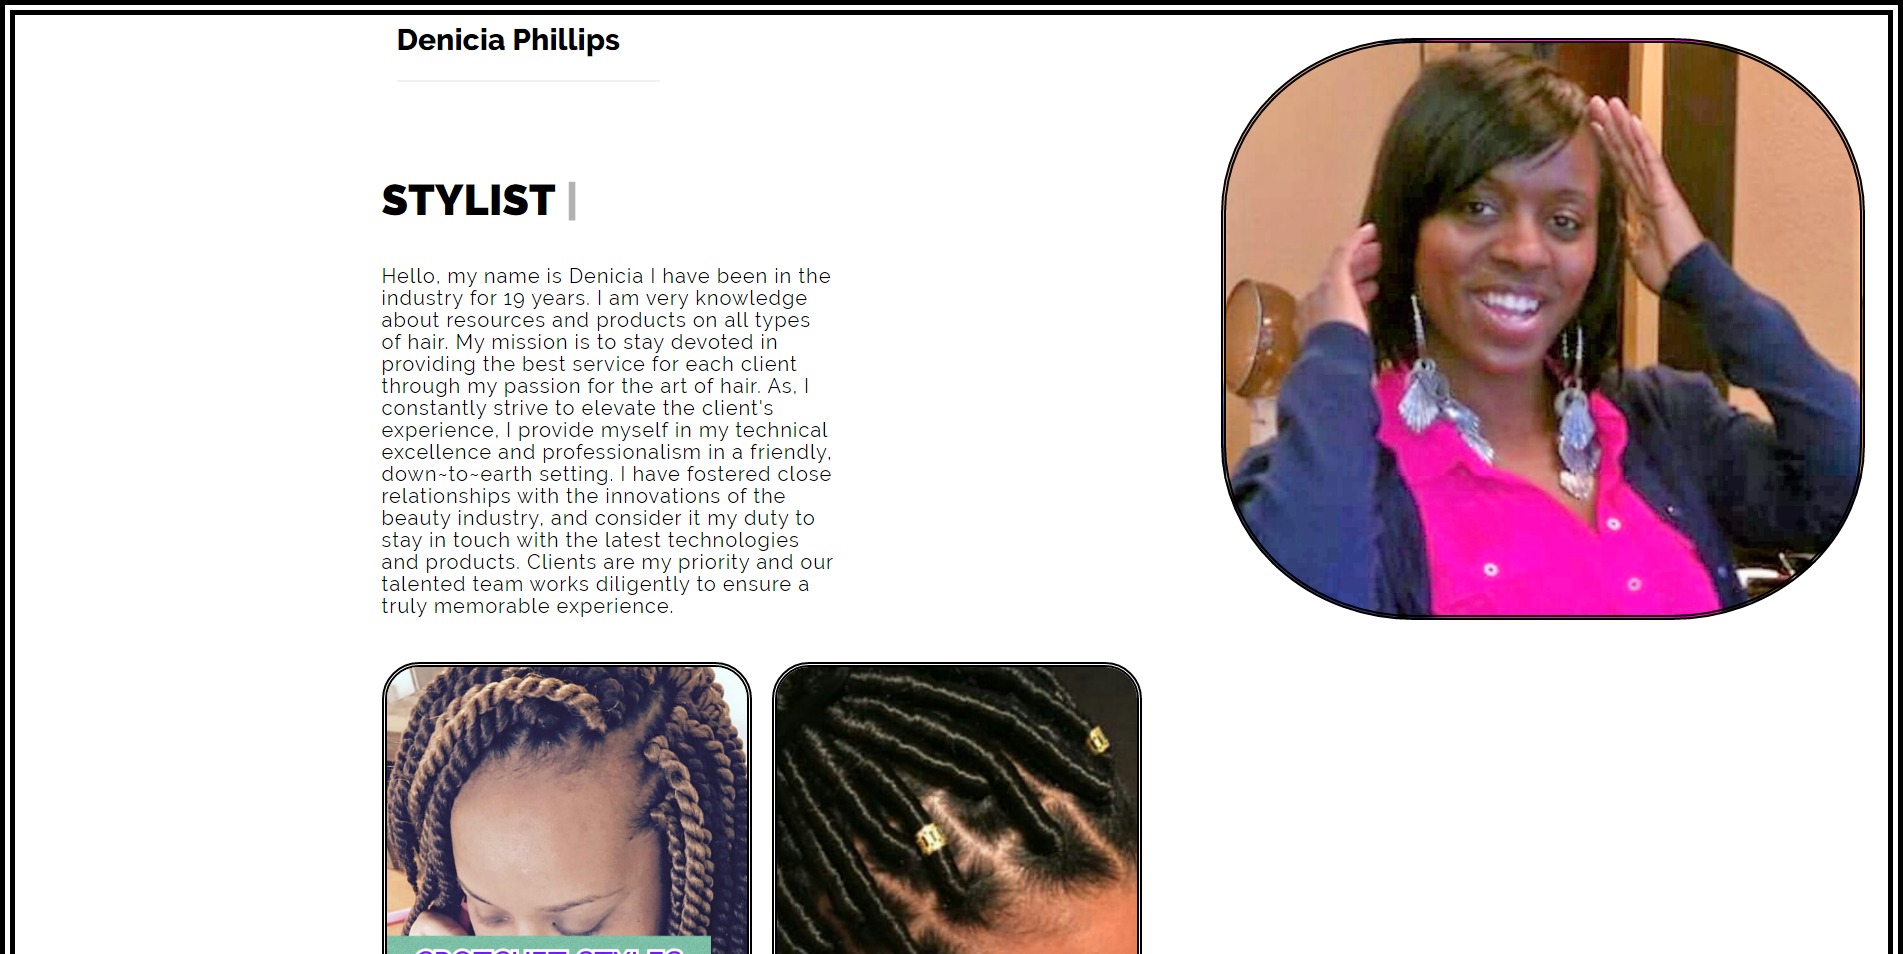 Denicia Phillips
STYLIST |
Hello, my name is Denicia I have been in the
industry for 19 years. I am very knowledge
about resources and products on all types
of hair. My mission is to stay devoted in
providing the best service for each client
through my passion for the art of hair. As, I
constantly strive to elevate the client's
experience, I provide myself in my technical
excellence and professionalism in a friendly,
down~to~earth setting. I have fostered close
relationships with the innovations of the
beauty industry, and consider it my duty to
stay in touch with the latest technologies
and products. Clients are my priority and our
talented team works diligently to ensure a
truly memorable experience.